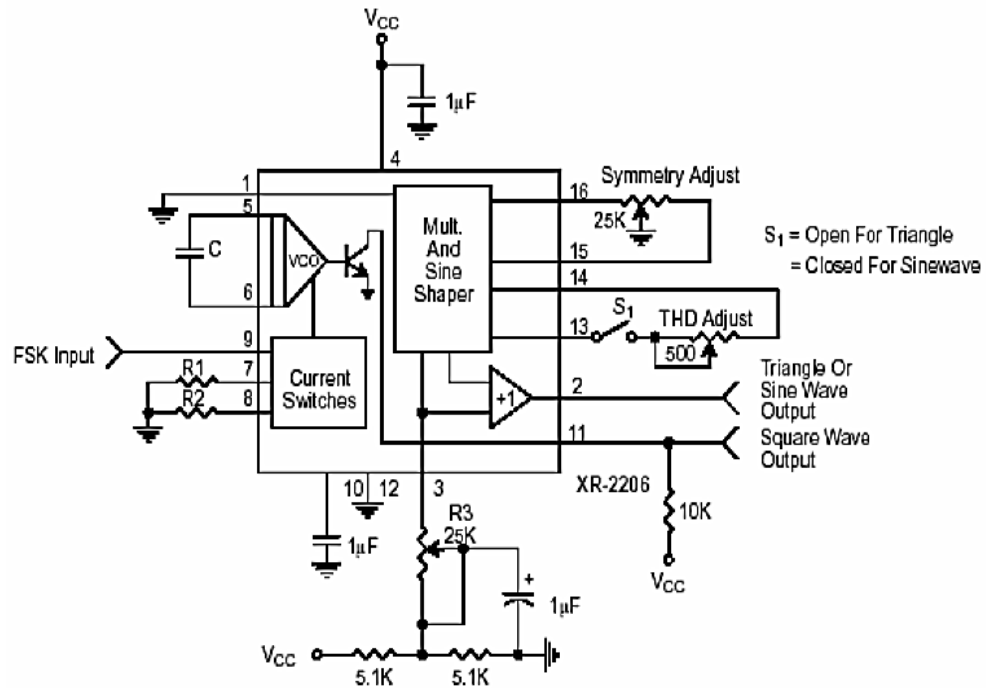 VCC
1µF
4
1
16
Symmetry Adjust
5
25K
Mult.
And
Sine
Shaper
S1 = Open For Triangle
= Closed For Sinewave
C
VCO
15
6
14
S1
THD Adjust
13
9
FSK Input
500
R1
7
Current
Switches
Triangle Or
Sine Wave
Output
R2
8
+1
2
11
Square Wave
Output
10
12
3
XR-2206
R3
25K
10K
1µF
VCC
+
1µF
VCC
5.1K
5.1K